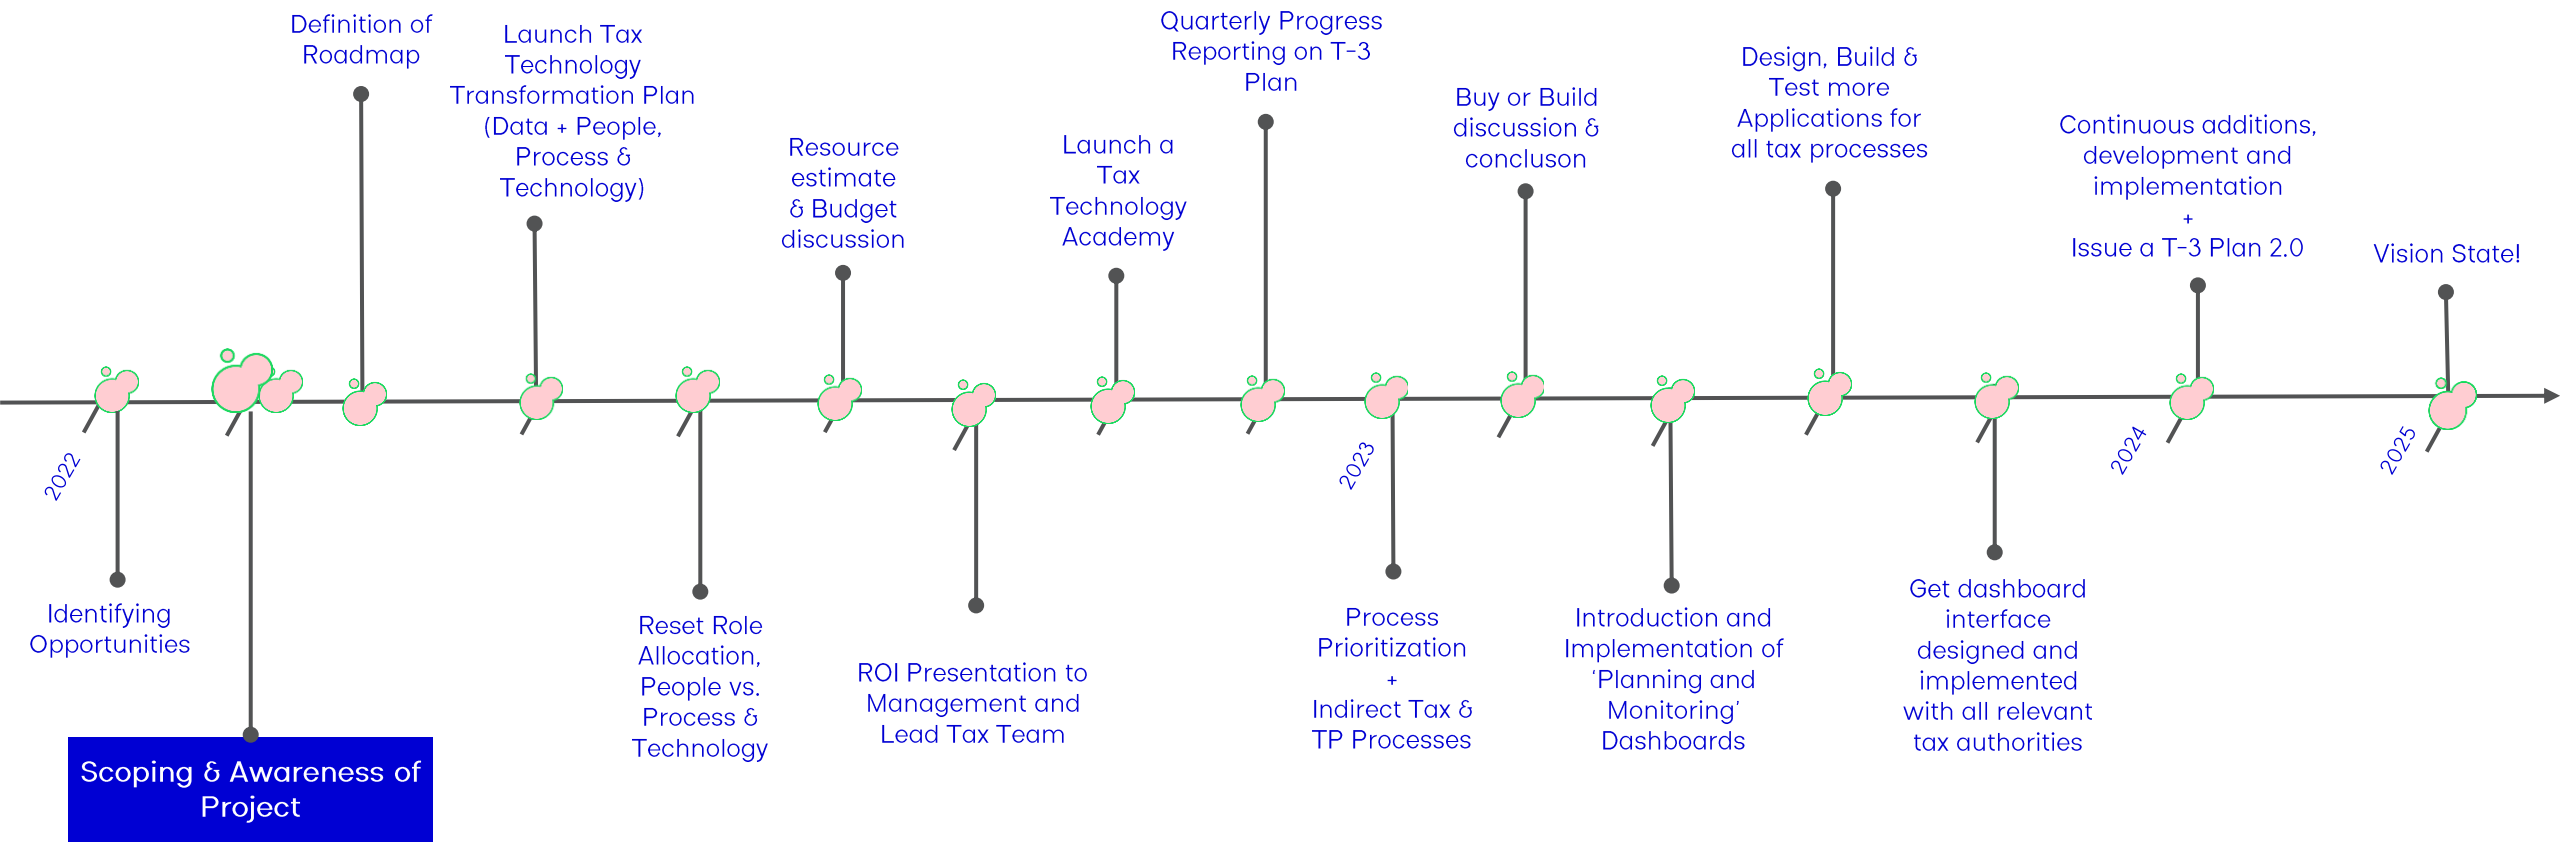 Definition of
Roadmap
Launch Tax
Technology
Transformation Plan
(Data + People,
Process &
Technology)
Resource
estimate
& Budget
discussion
Launch a
Tax
Technology
Academy
Quarterly Progress
Reporting on T-3
Plan
Buy or Build
discussion &
concluson
Design, Build &
Test more
Applications for
all tax processes
Continuous additions,
development and
implementation
+
Issue a T-3 Plan 2.0
Vision State!
2022
2023
2024
2025
Identifying
Opportunities
Scoping & Awareness of
Project
Reset Role
Allocation,
People vs.
Process &
Technology
ROI Presentation to
Management and
Lead Tax Team
Process
Prioritization
+
Indirect Tax &
TP Processes
Introduction and
Implementation of
‘Planning and
Monitoring’
Dashboards
Get dashboard
interface
designed and
implemented
with all relevant
tax authorities